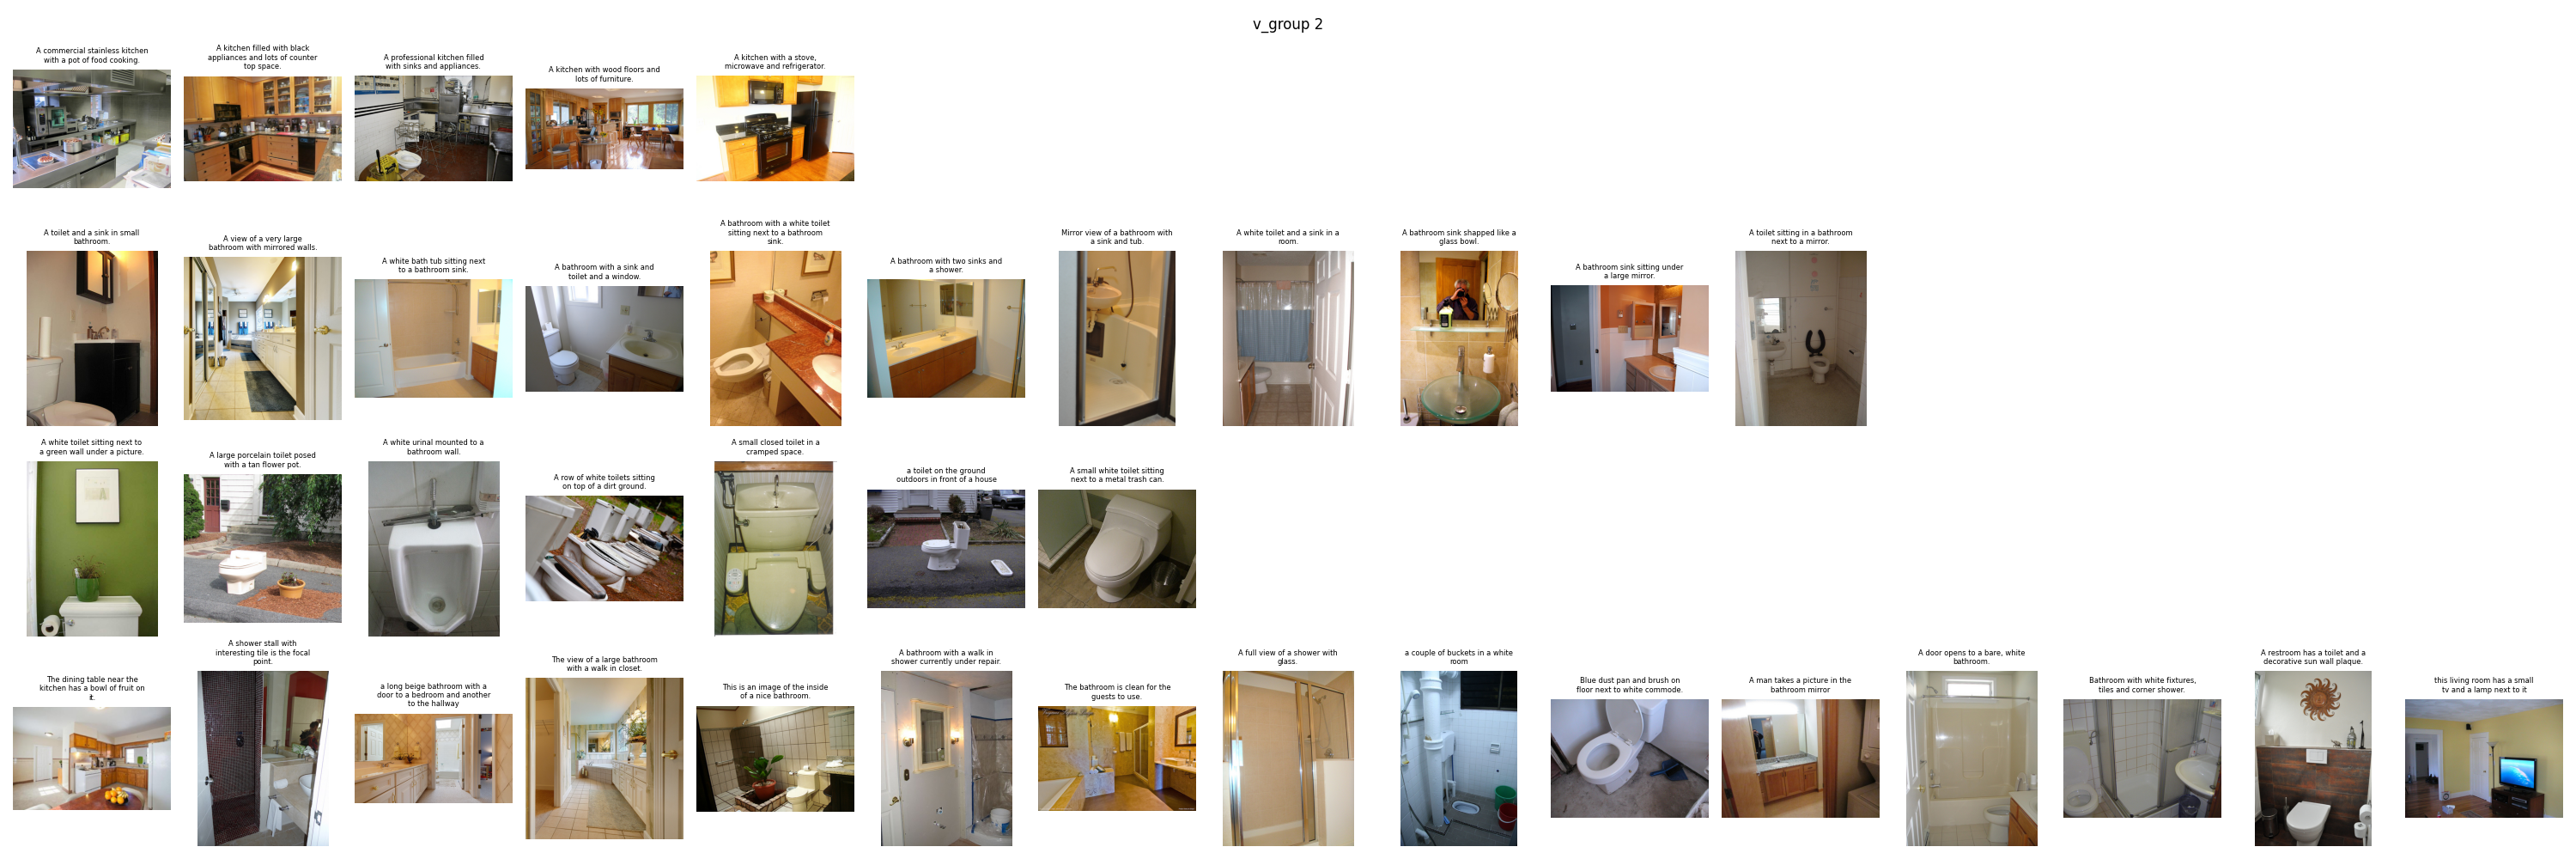 v_group 2
A commercial stainless kitchen
with a pot of food cooking.
A kitchen filled with black
appliances and lots of counter
top space.
A professional kitchen filled
with sinks and appliances.
A kitchen with wood floors and
lots of furniture.
A kitchen with a stove,
microwave and refrigerator.
A toilet and a sink in small
bathroom.
A view of a very large
bathroom with mirrored walls.
A white bath tub sitting next
to a bathroom sink.
A bathroom with a sink and
toilet and a window.
A bathroom with a white toilet
sitting next to a bathroom
sink.
A bathroom with two sinks and
a shower.
Mirror view of a bathroom with
a sink and tub.
A white toilet and a sink in a
room.
A bathroom sink shapped like a
glass bowl.
A bathroom sink sitting under
a large mirror.
A toilet sitting in a bathroom
next to a mirror.
A white toilet sitting next to
a green wall under a picture.
A large porcelain toilet posed
with a tan flower pot.
A white urinal mounted to a
bathroom wall.
A row of white toilets sitting
on top of a dirt ground.
A small closed toilet in a
cramped space.
a toilet on the ground
outdoors in front of a house
A small white toilet sitting
next to a metal trash can.
The dining table near the
kitchen has a bowl of fruit on
it.
A shower stall with
interesting tile is the focal
point.
a long beige bathroom with a
door to a bedroom and another
to the hallway
The view of a large bathroom
with a walk in closet.
This is an image of the inside
of a nice bathroom.
A bathroom with a walk in
shower currently under repair.
The bathroom is clean for the
guests to use.
A full view of a shower with
glass.
a couple of buckets in a white
room
Blue dust pan and brush on
floor next to white commode.
A man takes a picture in the
bathroom mirror
A door opens to a bare, white
bathroom.
Bathroom with white fixtures,
tiles and corner shower.
A restroom has a toilet and a
decorative sun wall plaque.
this living room has a small
tv and a lamp next to it